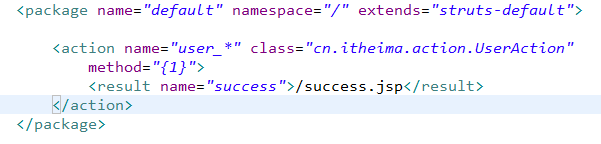 <package name="default" namespace="/" extends="struts-default">
<action name="user_*" class="cn.itheima.action.UserAction"
method="{1}">
<result name="success">/success.jsp</result>
</action>
</package>